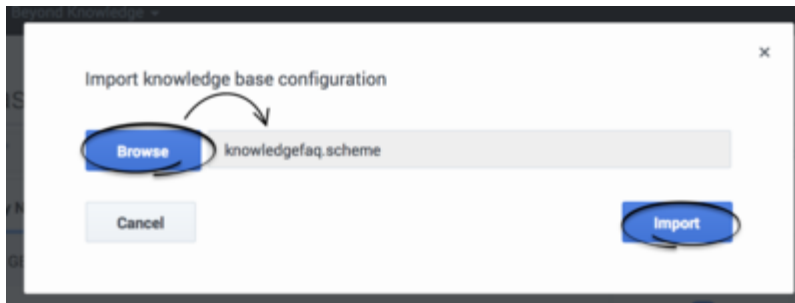 Beyond Knowledge
×
Import knowledge base configuration
Browse knowledgefaq.scheme
Cancel Import